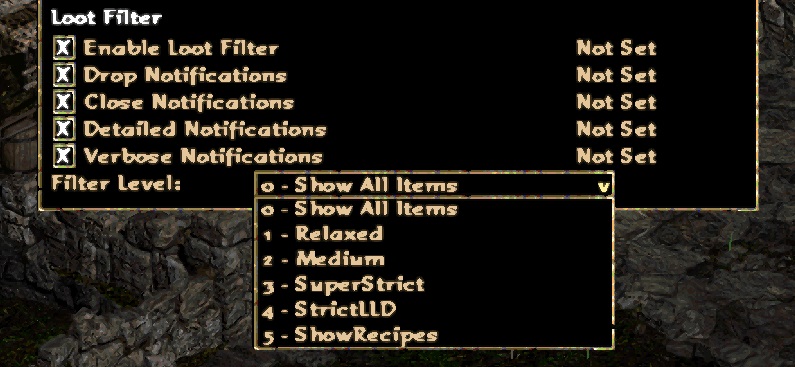 Loot Filter
X Enable Loot Filter Not Set
X Drop Notifications Not Set
X Close Notifications Not Set
X Detailed Notifications Not Set
X Verbose Notifications Not Set
Filter Level: 0 - Show All Items v
0 - Show All Items
1 - Relaxed
2 - Medium
3 - SuperStrict
4 - StrictLLD
5 - ShowRecipes